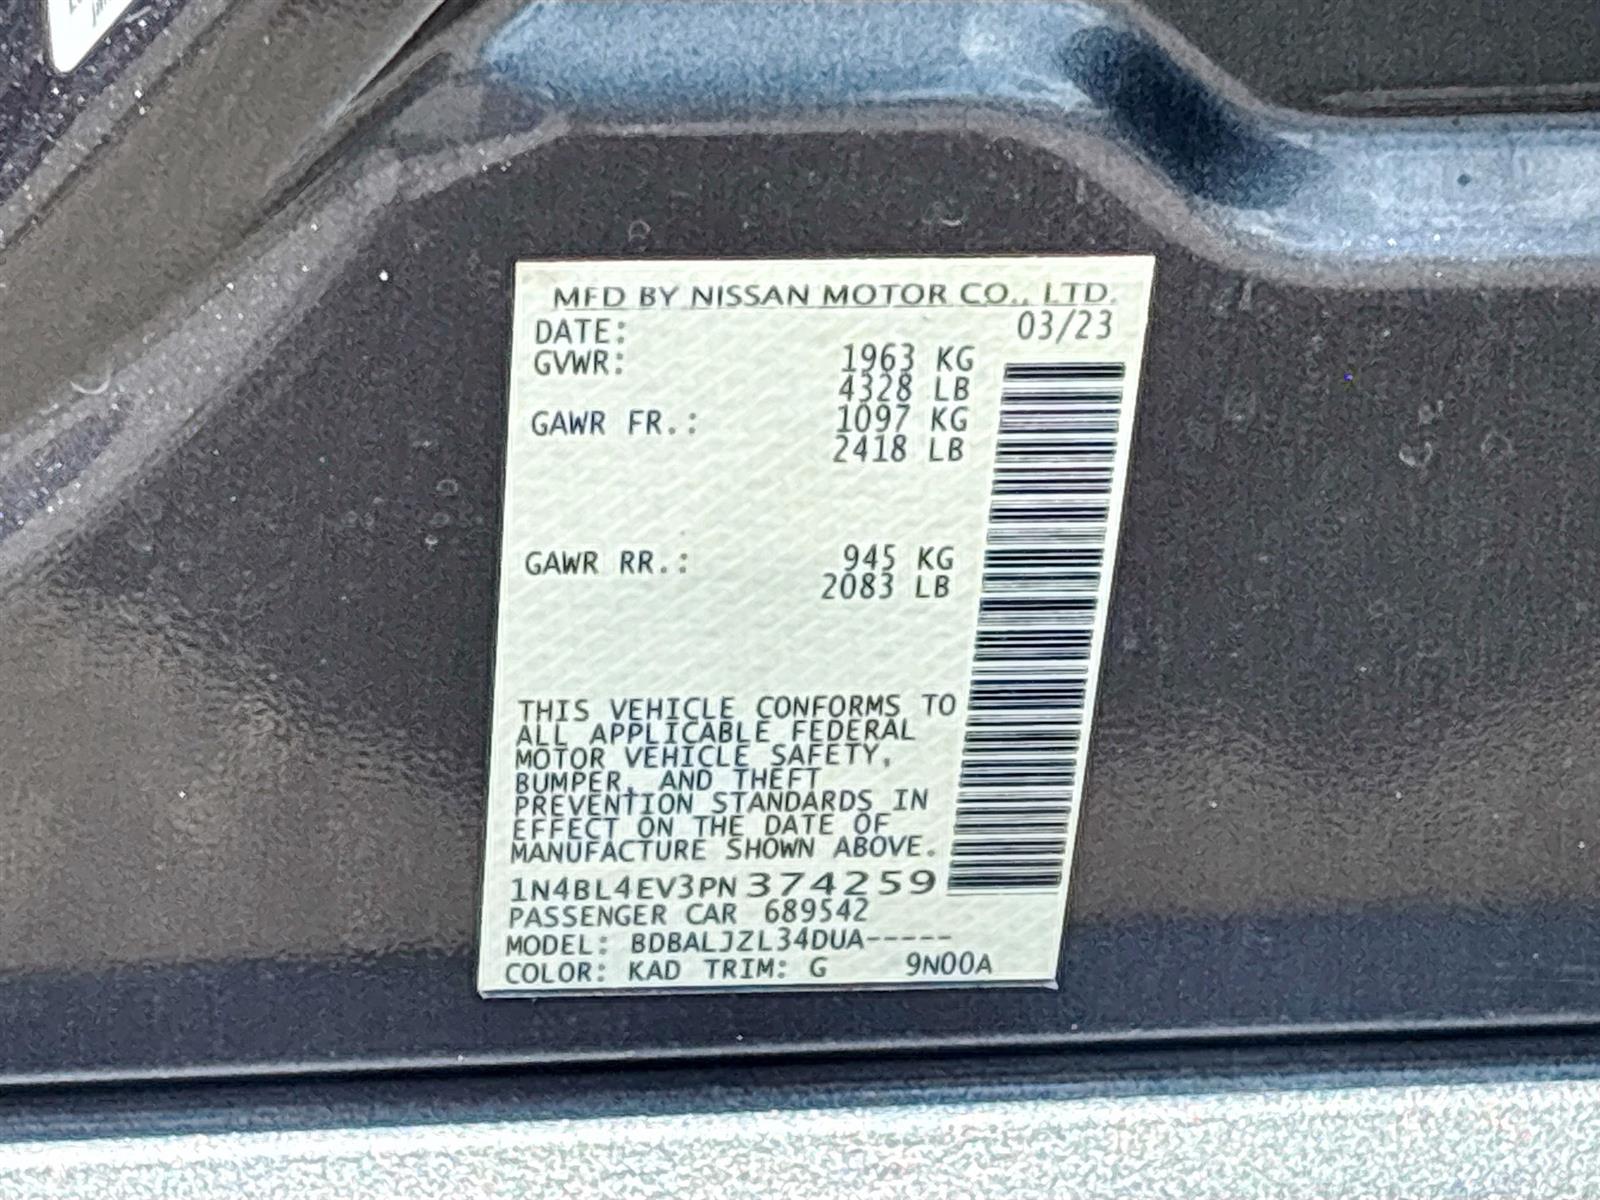 MFD BY NISSAN MOTOR CO., LTD.
DATE: 03/23
GVWR: 1963 KG
4328 LB
GAWR FR.: 1097 KG
2418 LB
GAWR RR.: 945 KG
2083 LB
THIS VEHICLE CONFORMS TO
ALL APPLICABLE FEDERAL
MOTOR VEHICLE SAFETY,
BUMPER, AND THEFT
PREVENTION STANDARDS IN
EFFECT ON THE DATE OF
MANUFACTURE SHOWN ABOVE.
1N4BL4EV3PN374259
PASSENGER CAR 689542
MODEL: BDBALJZL34DUA-----
COLOR: KAD TRIM: G 9N00A